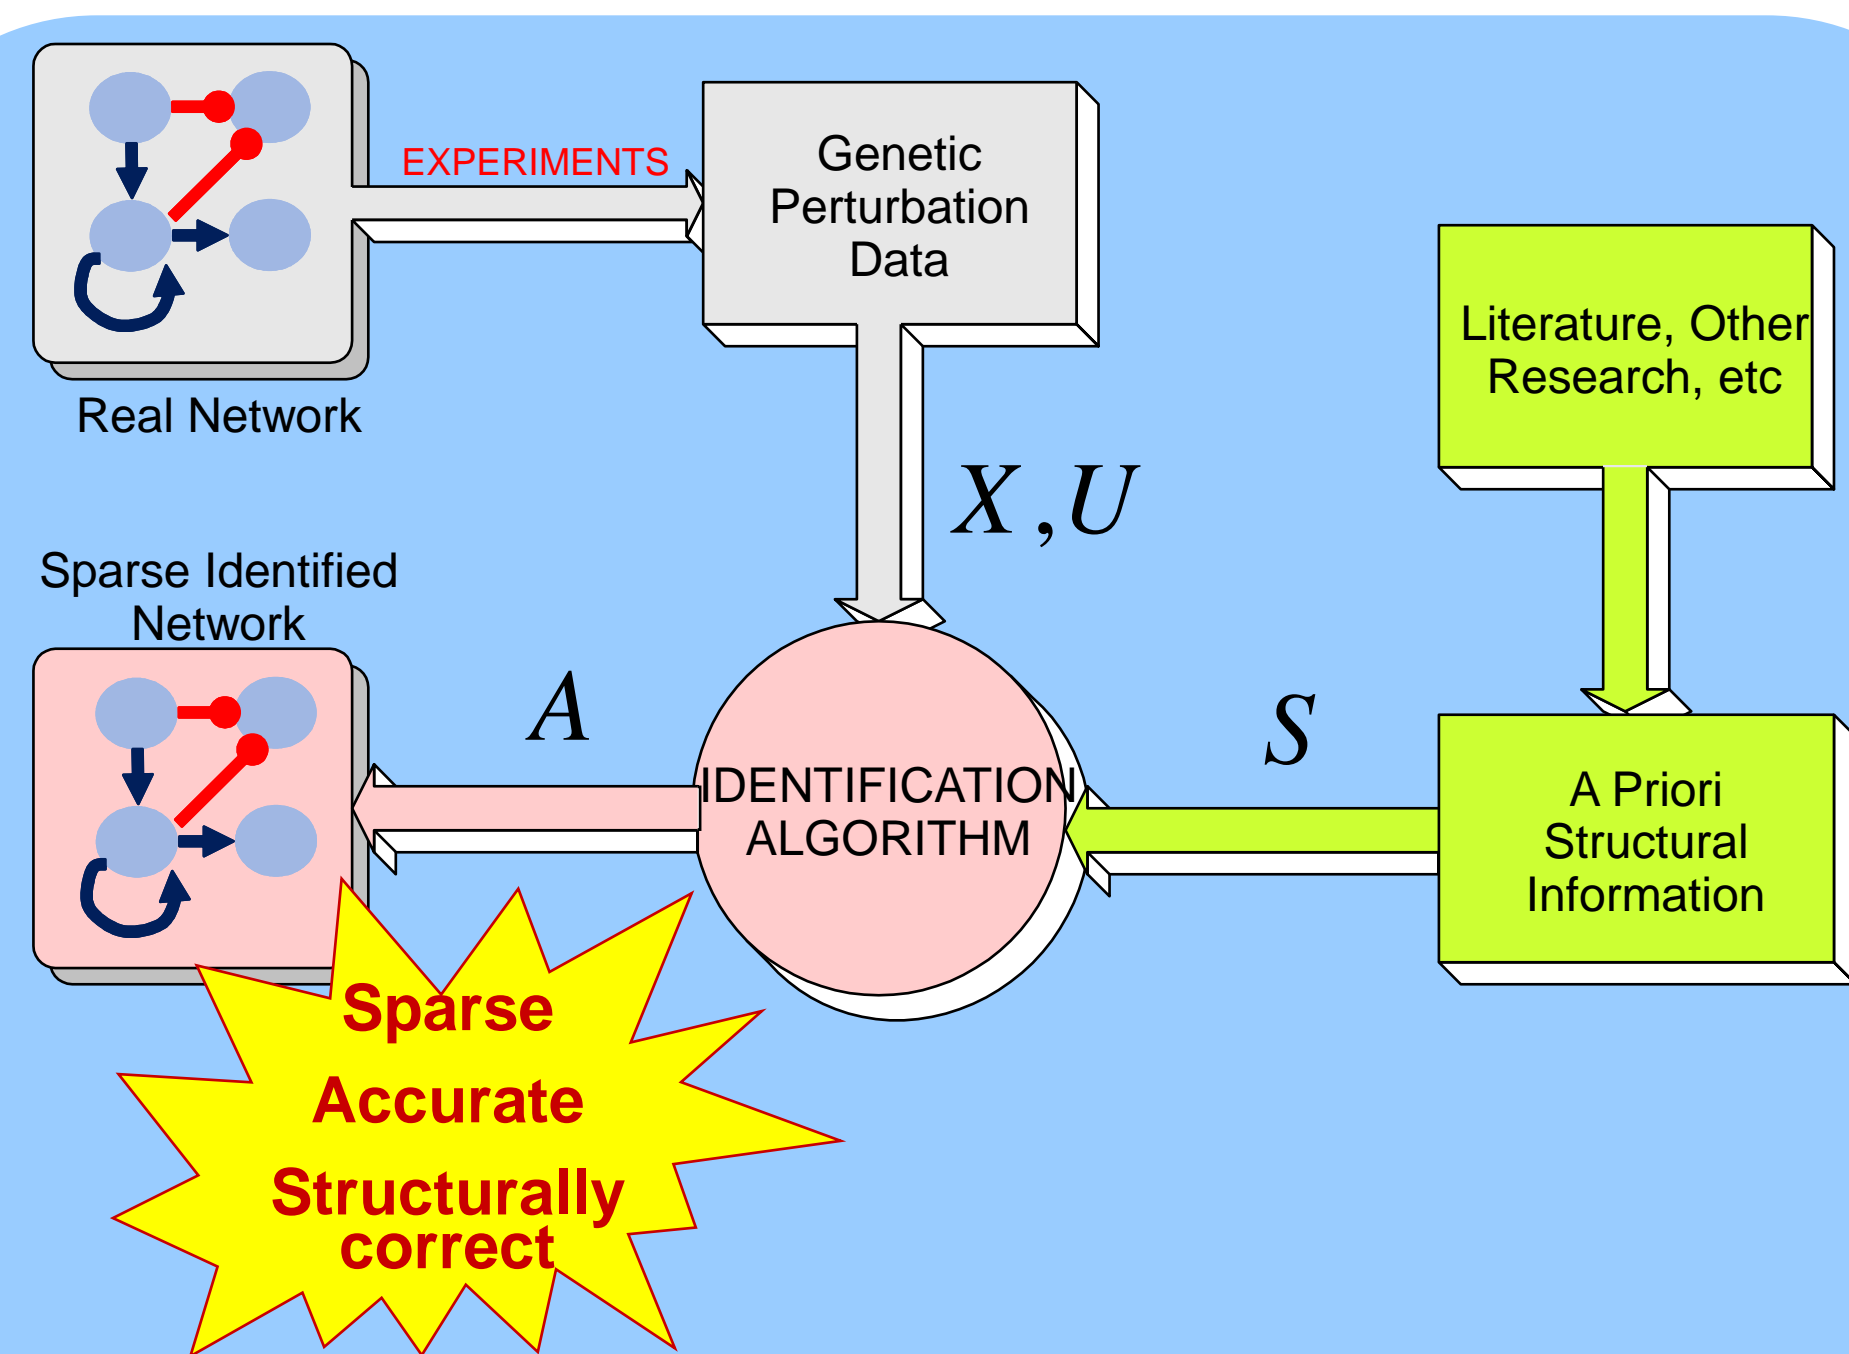 EXPERIMENTS
Genetic
Perturbation
Data
Real Network
Literature, Other
Research, etc
X ,U
Sparse Identified
Network
A
S
IDENTIFICATION
ALGORITHM
A Priori
Structural
Information
Sparse
Accurate
Structurally
correct